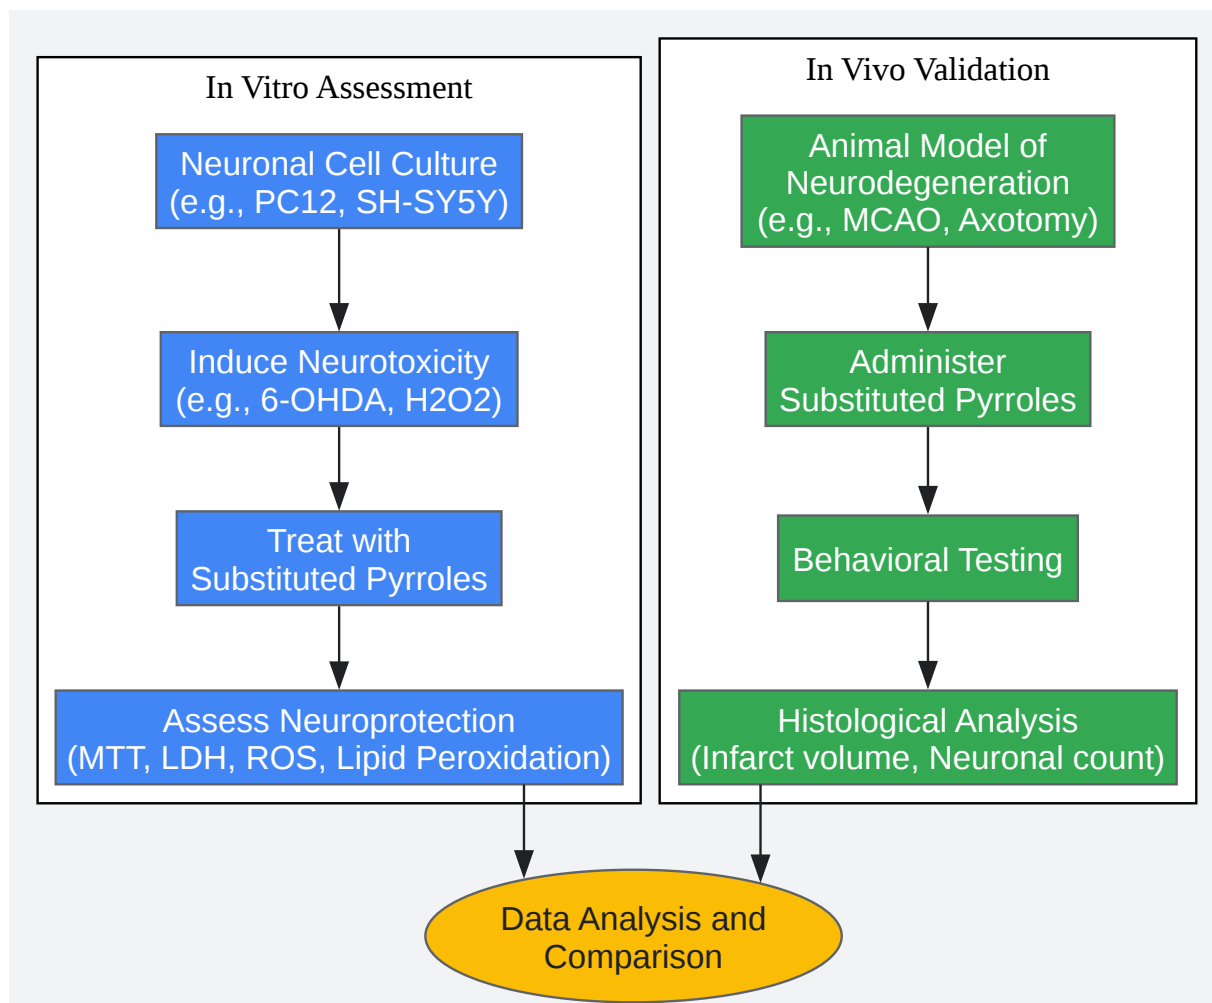 In Vitro Assessment
Neuronal Cell Culture
(e.g., PC12, SH-SY5Y)
Induce Neurotoxicity
(e.g., 6-OHDA, H2O2)
Treat with
Substituted Pyrroles
Assess Neuroprotection
(MTT, LDH, ROS, Lipid Peroxidation)
In Vivo Validation
Animal Model of
Neurodegeneration
(e.g., MCAO, Axotomy)
Administer
Substituted Pyrroles
Behavioral Testing
Histological Analysis
(Infarct volume, Neuronal count)
Data Analysis and
Comparison